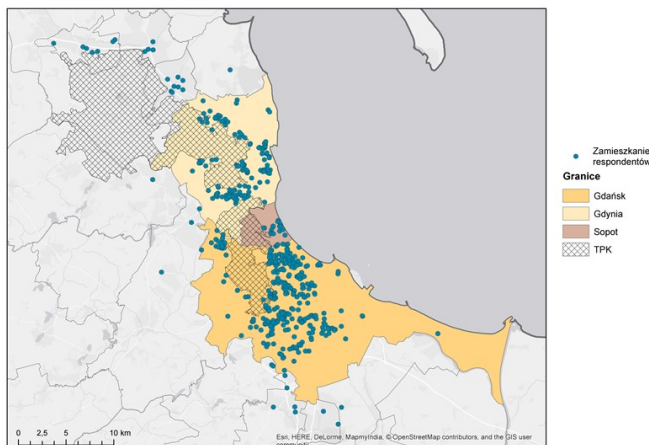 Zamieszkanie
respondentów
Granice
Gdańsk
Gdynia
Sopot
TPK
0 2,5 5 10 km
Esri, HERE, DeLorme, MapmyIndia, © OpenStreetMap contributors, and the GIS user
community